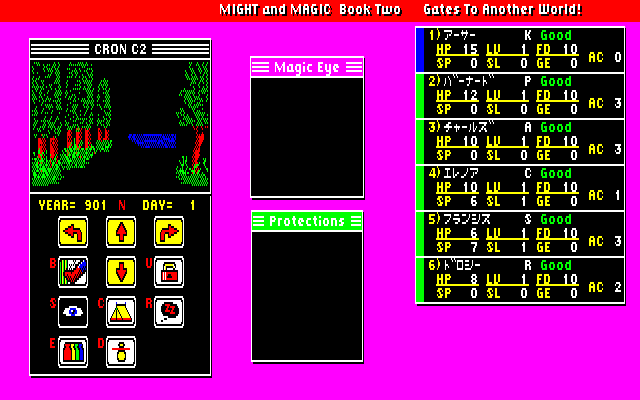 MIGHT and MAGIC Book Two Gates To Another World!
CRON C2
YEAR= 901 N DAY= 1
B
U
S
C
R
ZZ
E
D
Magic Eye
Protections
1) アーサー K Good
HP 15 LV 1 FD 10
SP 0 SL 0 GE 0 AC 0
2) バーナード P Good
HP 12 LV 1 FD 10
SP 0 SL 0 GE 0 AC 3
3) チャールズ A Good
HP 10 LV 1 FD 10
SP 0 SL 0 GE 0 AC 3
4) エレノア C Good
HP 10 LV 1 FD 10
SP 6 SL 1 GE 0 AC 1
5) フランシス S Good
HP 6 LV 1 FD 10
SP 7 SL 1 GE 0 AC 3
6) ドロシー R Good
HP 8 LV 1 FD 10
SP 0 SL 0 GE 0 AC 2